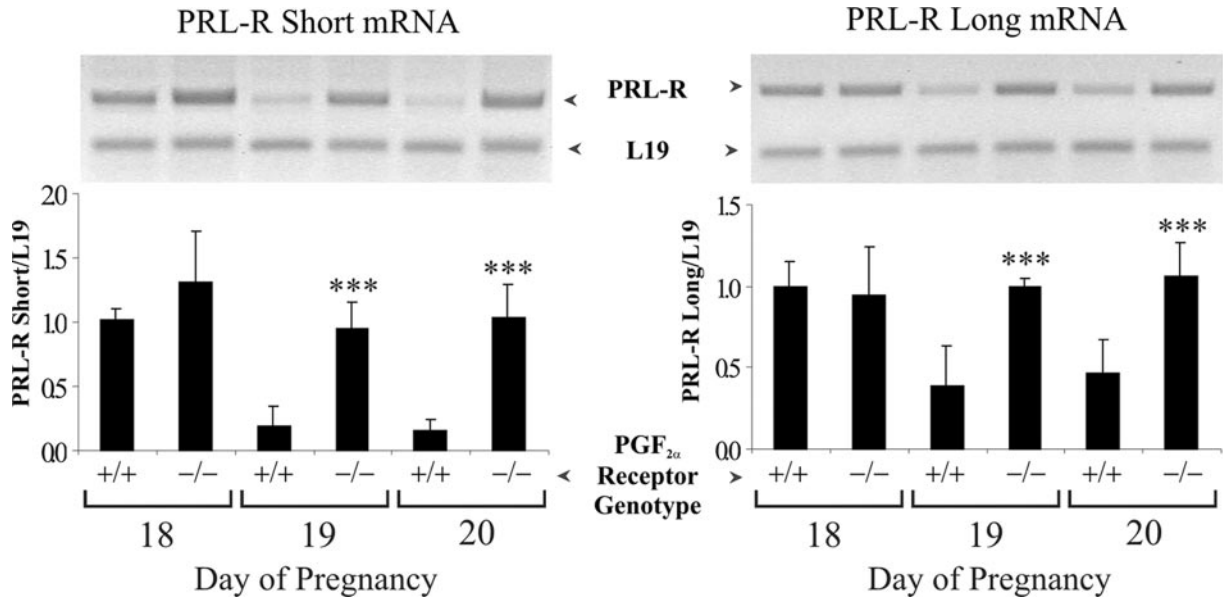 PRL-R Short mRNA
PRL-R Long mRNA
PRL-R
L19
PRL-R Short/L19
2.0
1.5
1.0
0.5
0.0
*** ***
+/+ −/− +/+ −/− +/+ −/−
18 19 20
Day of Pregnancy
PGF2α
Receptor
Genotype
PRL-R Long/L19
1.5
1.0
0.5
0.0
*** ***
+/+ −/− +/+ −/− +/+ −/−
18 19 20
Day of Pregnancy